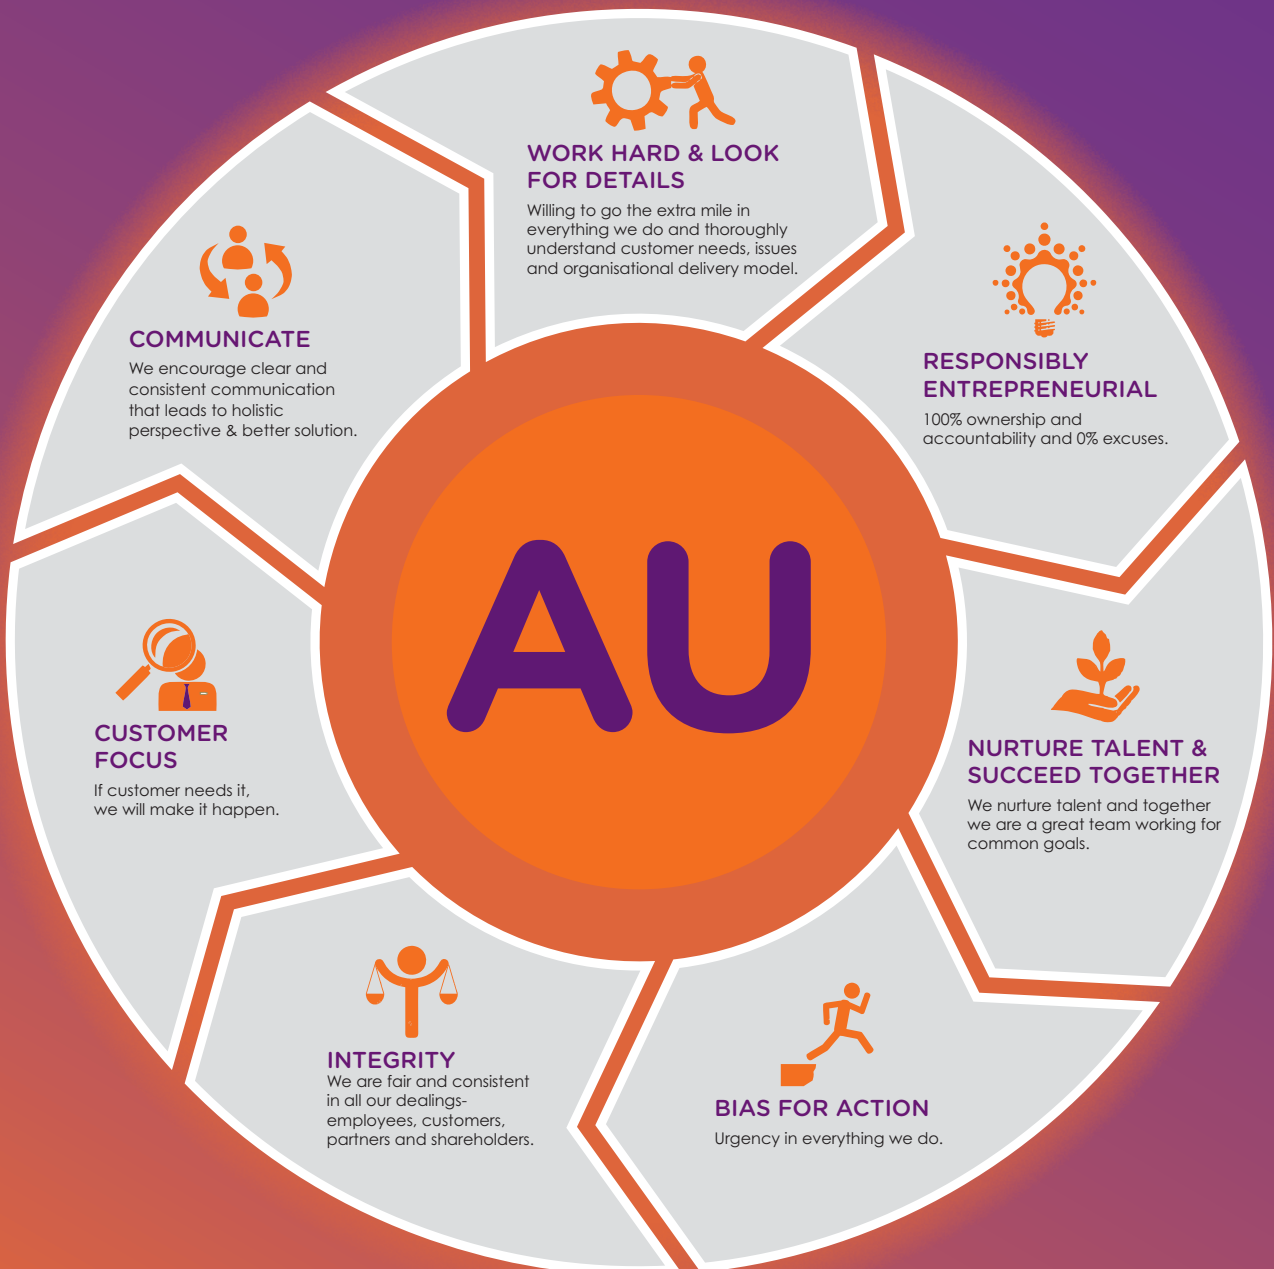 WORK HARD & LOOK
FOR DETAILS
Willing to go the extra mile in
everything we do and thoroughly
understand customer needs, issues
and organisational delivery model.
RESPONSIBLY
ENTREPRENEURIAL
100% ownership and
accountability and 0% excuses.
NURTURE TALENT &
SUCCEED TOGETHER
We nurture talent and together
we are a great team working for
common goals.
BIAS FOR ACTION
Urgency in everything we do.
INTEGRITY
We are fair and consistent
in all our dealings-
employees, customers,
partners and shareholders.
CUSTOMER
FOCUS
If customer needs it,
we will make it happen.
COMMUNICATE
We encourage clear and
consistent communication
that leads to holistic
perspective & better solution.
AU